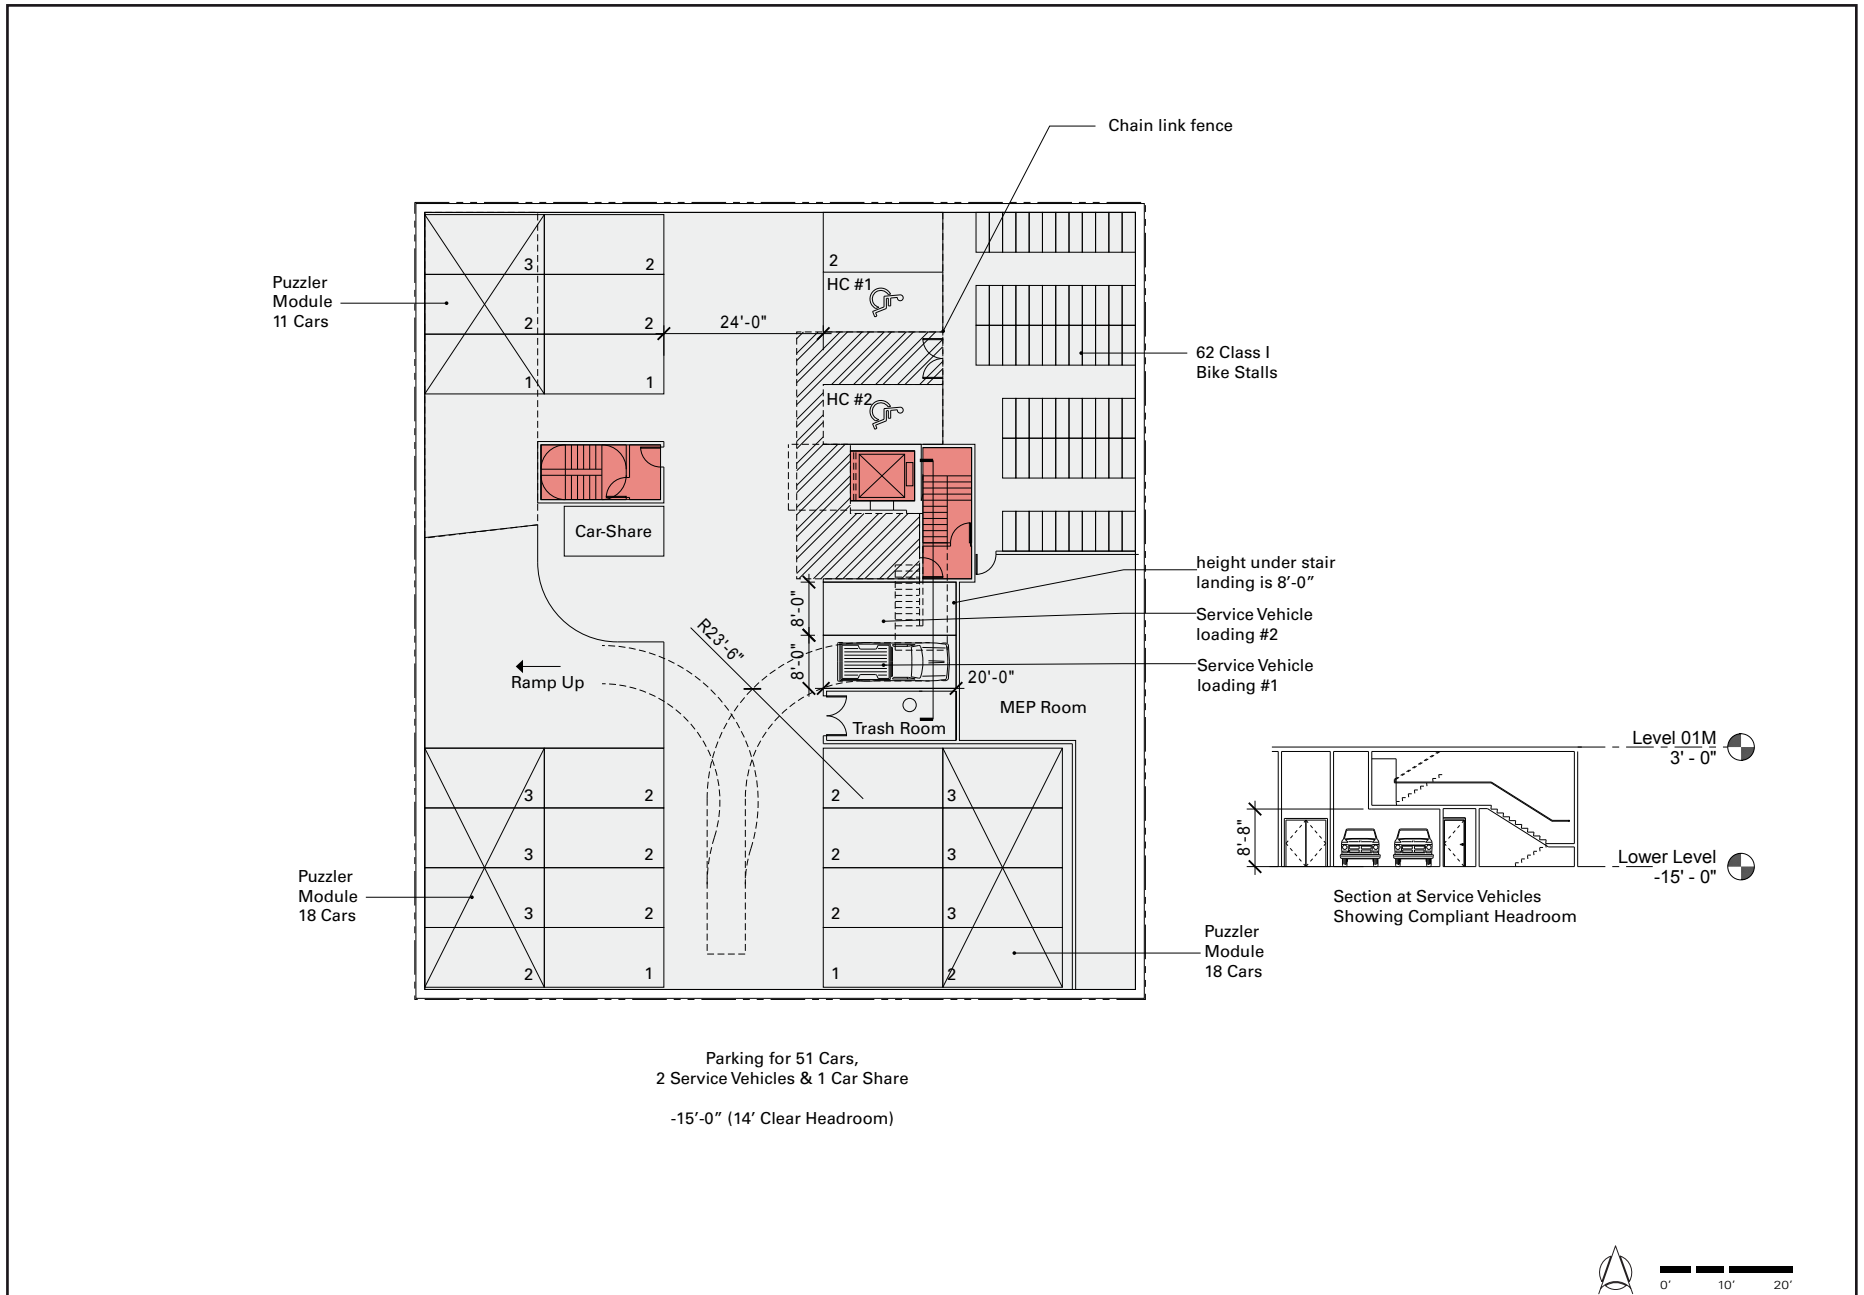 Chain link fence
3
2
2
HC #1
Puzzler
Module
11 Cars
2
2
24'-0"
62 Class I
Bike Stalls
1
1
HC #2
Car-Share
height under stair
landing is 8'-0"
8'-0"
Service Vehicle
loading #2
R23'-6"
8'-0"
Service Vehicle
loading #1
20'-0"
Ramp Up
MEP Room
Trash Room
Level 01M
3' - 0"
3
2
2
3
8'-8"
3
2
2
3
Lower Level
-15' - 0"
Puzzler
Module
18 Cars
Section at Service Vehicles
Showing Compliant Headroom
3
2
2
3
Puzzler
Module
18 Cars
2
1
1
2
Parking for 51 Cars,
2 Service Vehicles & 1 Car Share
-15'-0" (14' Clear Headroom)
0' 10' 20'